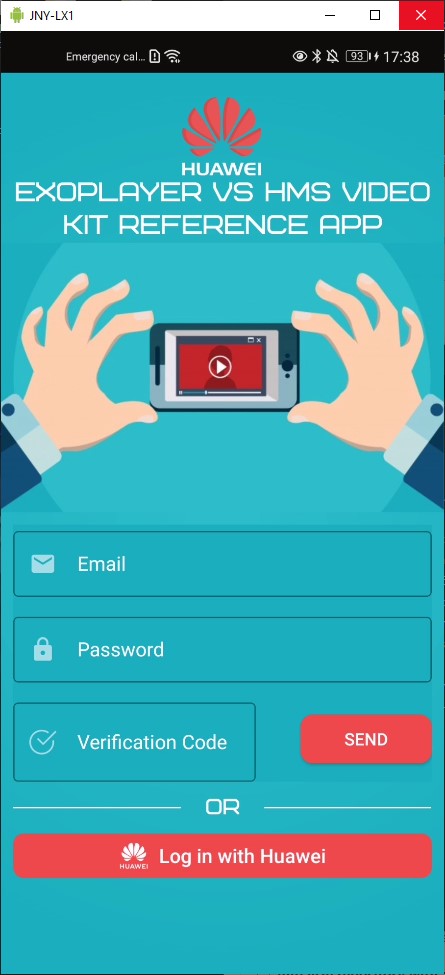 JNY-LX1
Emergency cal... 93 17:38
HUAWEI
EXOPLAYER VS HMS VIDEO
KIT REFERENCE APP
Email
Password
Verification Code
SEND
OR
HUAWEI Log in with Huawei